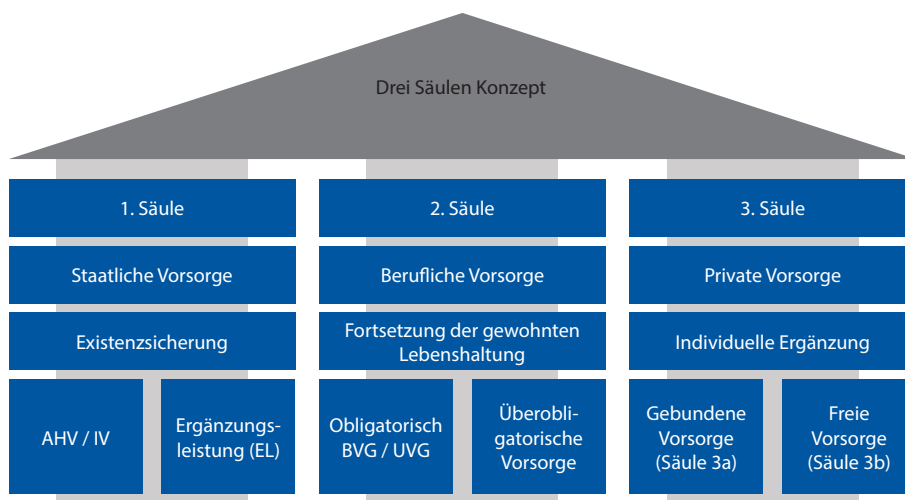 Drei Säulen Konzept
1. Säule
2. Säule
3. Säule
Staatliche Vorsorge
Berufliche Vorsorge
Private Vorsorge
Existenzsicherung
Fortsetzung der gewohnten
Lebenshaltung
Individuelle Ergänzung
AHV / IV
Ergänzungs-
leistung (EL)
Obligatorisch
BVG / UVG
Überobli-
gatorische
Vorsorge
Gebundene
Vorsorge
(Säule 3a)
Freie
Vorsorge
(Säule 3b)